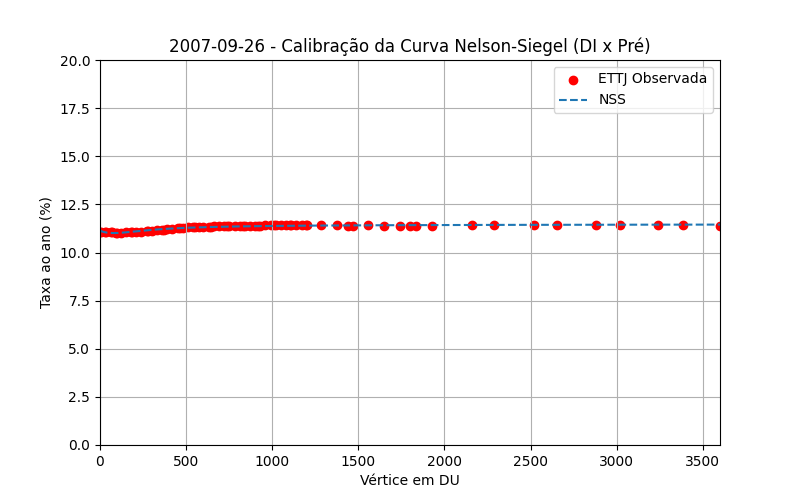 2007-09-26 - Calibração da Curva Nelson-Siegel (DI x Pré)
ETTJ Observada
NSS
20.0
17.5
15.0
12.5
10.0
7.5
5.0
2.5
0.0
Taxa ao ano (%)
0 500 1000 1500 2000 2500 3000 3500
Vértice em DU